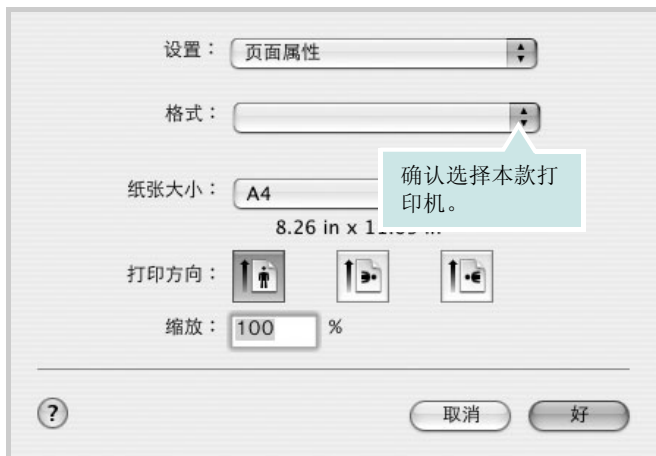 设置：
页面属性
格式：
确认选择本款打
印机。
纸张大小：
A4
8.26 in x
打印方向：
缩放：
100
%
?
取消
好